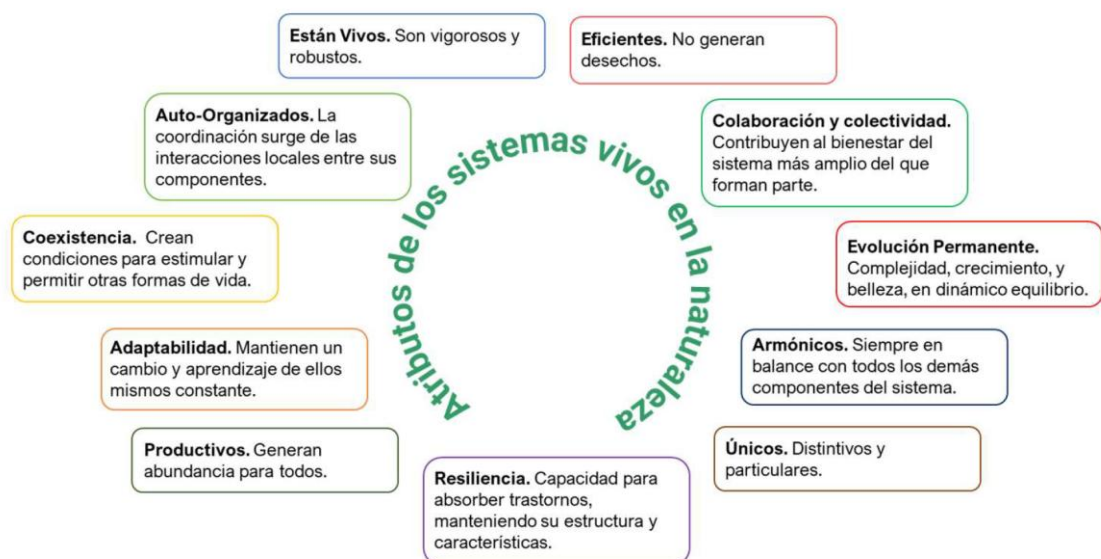 Están Vivos. Son vigorosos y
robustos.
Eficientes. No generan
desechos.
Auto-Organizados. La
coordinación surge de las
interacciones locales entre sus
componentes.
Colaboración y colectividad.
Contribuyen al bienestar del
sistema más amplio del que
forman parte.
Atributos de los sistemas vivos en la naturaleza
Coexistencia. Crean
condiciones para estimular y
permitir otras formas de vida.
Evolución Permanente.
Complejidad, crecimiento, y
belleza, en dinámico equilibrio.
Adaptabilidad. Mantienen un
cambio y aprendizaje de ellos
mismos constante.
Armónicos. Siempre en
balance con todos los demás
componentes del sistema.
Productivos. Generan
abundancia para todos.
Resiliencia. Capacidad para
absorber trastornos,
manteniendo su estructura y
características.
Únicos. Distintivos y
particulares.